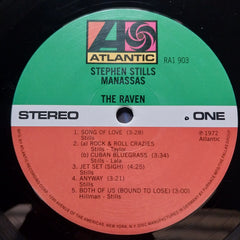 ATLANTIC
RA1 903
STEPHEN STILLS
MANASSAS
THE RAVEN
STEREO
ONE
1 SONG OF LOVE (3:28)
Stills
2 (a) ROCK & ROLL CRAZIES
Stills - Taylor
(b) CUBAN BLUEGRASS (3:34)
Stills - Lala
3 JET SET (SIGH) (4:25)
Stills
4 ANYWAY (3:21)
Stills
5 BOTH OF US (BOUND TO LOSE) (3:00)
Hillman - Stills
℗ 1972
Atlantic